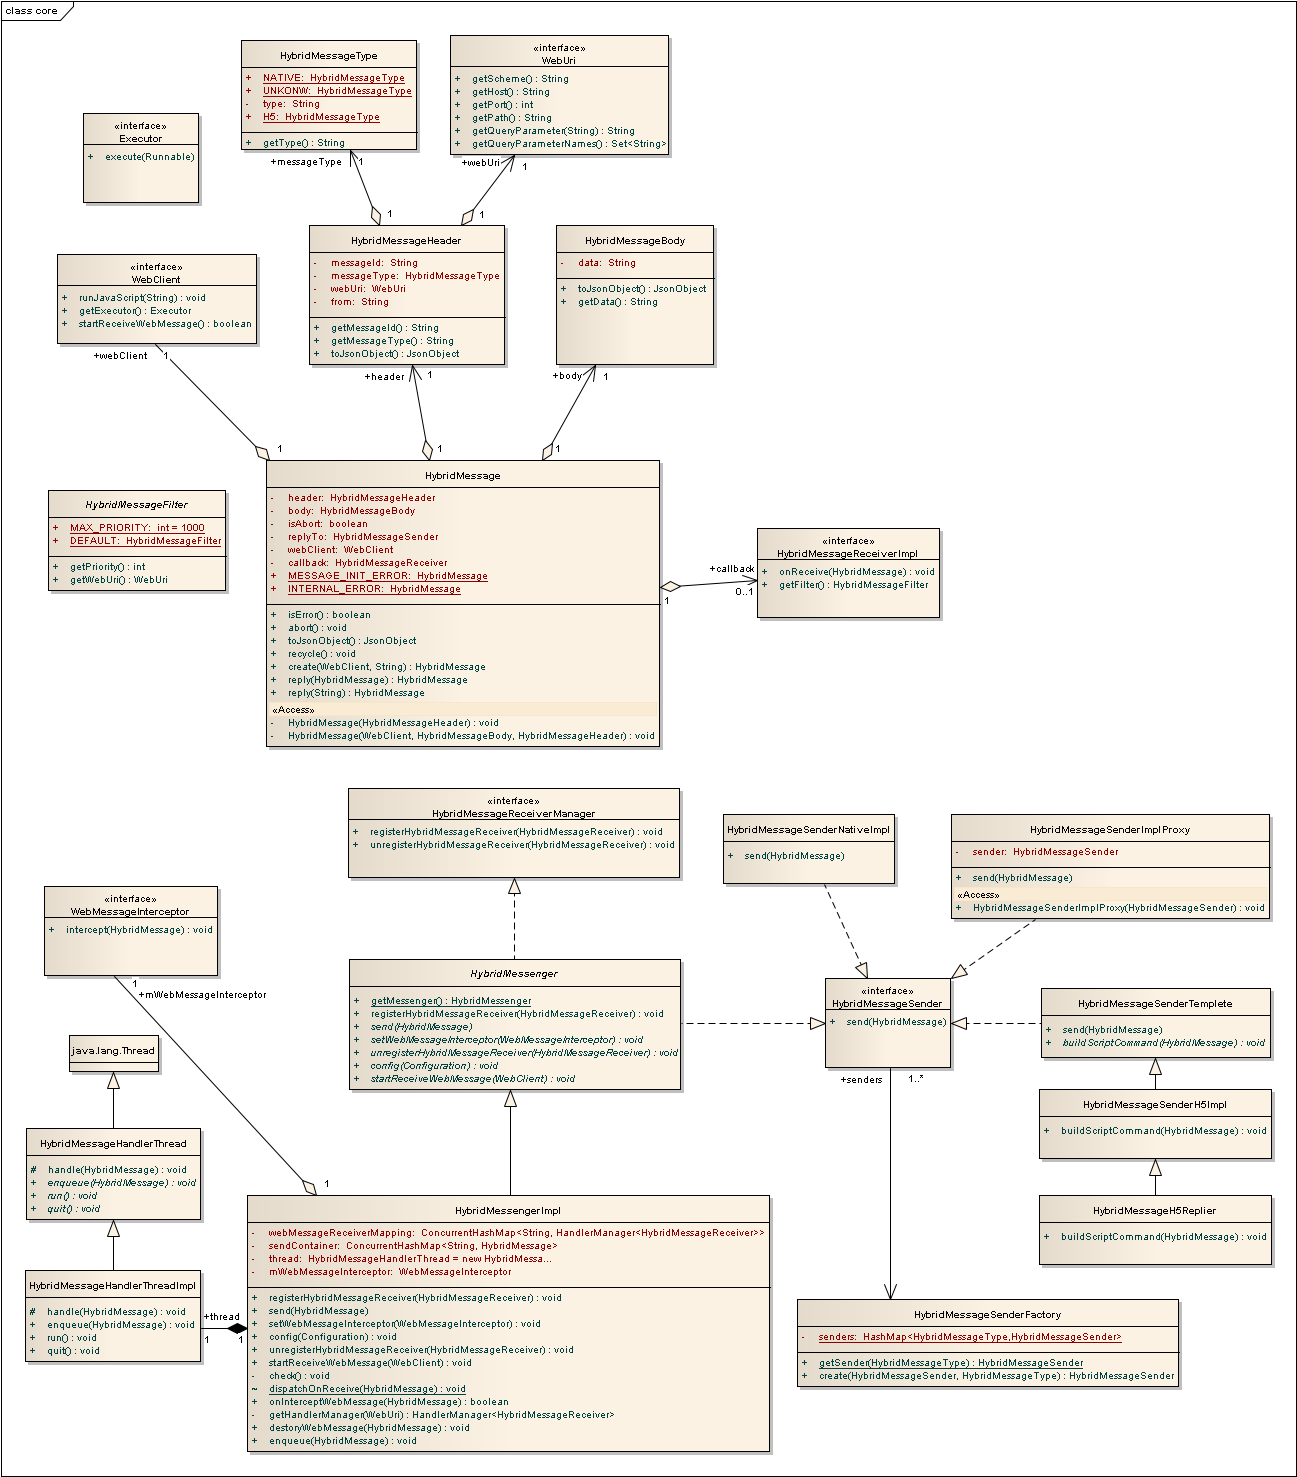 class core
HybridMessageType
+ NATIVE: HybridMessageType
+ UNKONW: HybridMessageType
- type: String
+ H5: HybridMessageType
+ getType() : String
«interface»
WebUri
+ getScheme() : String
+ getHost() : String
+ getPort() : int
+ getPath() : String
+ getQueryParameter(String) : String
+ getQueryParameterNames() : Set<String>
«interface»
Executor
+ execute(Runnable)
+messageType 1
+webUri 1
1
1
HybridMessageHeader
- messageId: String
- messageType: HybridMessageType
- webUri: WebUri
- from: String
+ getMessageId() : String
+ getMessageType() : String
+ toJsonObject() : JsonObject
HybridMessageBody
- data: String
+ toJsonObject() : JsonObject
+ getData() : String
«interface»
WebClient
+ runJavaScript(String) : void
+ getExecutor() : Executor
+ startReceiveWebMessage() : boolean
+webClient 1
+header 1
+body 1
1
1
1
HybridMessage
- header: HybridMessageHeader
- body: HybridMessageBody
- isAbort: boolean
- replyTo: HybridMessageSender
- webClient: WebClient
- callback: HybridMessageReceiver
+ MESSAGE_INIT_ERROR: HybridMessage
+ INTERNAL_ERROR: HybridMessage
+ isError() : boolean
+ abort() : void
+ toJsonObject() : JsonObject
+ recycle() : void
+ create(WebClient, String) : HybridMessage
+ reply(HybridMessage) : HybridMessage
+ reply(String) : HybridMessage
«Access»
- HybridMessage(HybridMessageHeader) : void
- HybridMessage(WebClient, HybridMessageBody, HybridMessageHeader) : void
HybridMessageFilter
+ MAX_PRIORITY: int = 1000
+ DEFAULT: HybridMessageFilter
+ getPriority() : int
+ getWebUri() : WebUri
+callback
0..1
1
«interface»
HybridMessageReceiverImpl
+ onReceive(HybridMessage) : void
+ getFilter() : HybridMessageFilter
«interface»
HybridMessageReceiverManager
+ registerHybridMessageReceiver(HybridMessageReceiver) : void
+ unregisterHybridMessageReceiver(HybridMessageReceiver) : void
HybridMessageSenderNativeImpl
+ send(HybridMessage)
HybridMessageSenderImplProxy
- sender: HybridMessageSender
+ send(HybridMessage)
«Access»
+ HybridMessageSenderImplProxy(HybridMessageSender) : void
«interface»
WebMessageInterceptor
+ intercept(HybridMessage) : void
1
+mWebMessageInterceptor
HybridMessenger
+ getMessenger() : HybridMessenger
+ registerHybridMessageReceiver(HybridMessageReceiver) : void
+ send(HybridMessage)
+ setWebMessageInterceptor(WebMessageInterceptor) : void
+ unregisterHybridMessageReceiver(HybridMessageReceiver) : void
+ config(Configuration) : void
+ startReceiveWebMessage(WebClient) : void
«interface»
HybridMessageSender
+ send(HybridMessage)
+senders 1..*
HybridMessageSenderTemplete
+ send(HybridMessage)
+ buildScriptCommand(HybridMessage) : void
HybridMessageSenderH5Impl
+ buildScriptCommand(HybridMessage) : void
HybridMessageH5Replier
+ buildScriptCommand(HybridMessage) : void
java.lang.Thread
HybridMessageHandlerThread
# handle(HybridMessage) : void
+ enqueue(HybridMessage) : void
+ run() : void
+ quit() : void
HybridMessageHandlerThreadImpl
# handle(HybridMessage) : void
+ enqueue(HybridMessage) : void
+ run() : void
+ quit() : void
+thread
1 1
1
HybridMessengerImpl
- webMessageReceiverMapping: ConcurrentHashMap<String, HandlerManager<HybridMessageReceiver>>
- sendContainer: ConcurrentHashMap<String, HybridMessage>
- thread: HybridMessageHandlerThread = new HybridMessa...
- mWebMessageInterceptor: WebMessageInterceptor
+ registerHybridMessageReceiver(HybridMessageReceiver) : void
+ send(HybridMessage)
+ setWebMessageInterceptor(WebMessageInterceptor) : void
+ config(Configuration) : void
+ unregisterHybridMessageReceiver(HybridMessageReceiver) : void
+ startReceiveWebMessage(WebClient) : void
- check() : void
~ dispatchOnReceive(HybridMessage) : void
+ onInterceptWebMessage(HybridMessage) : boolean
- getHandlerManager(WebUri) : HandlerManager<HybridMessageReceiver>
+ destoryWebMessage(HybridMessage) : void
+ enqueue(HybridMessage) : void
HybridMessageSenderFactory
- senders: HashMap<HybridMessageType,HybridMessageSender>
+ getSender(HybridMessageType) : HybridMessageSender
+ create(HybridMessageSender, HybridMessageType) : HybridMessageSender